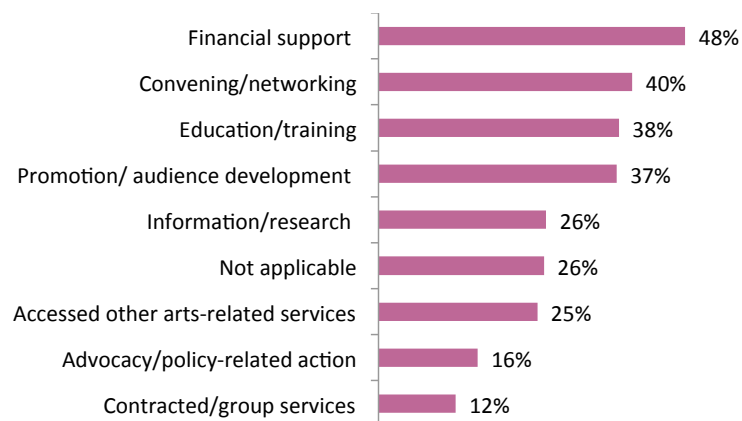 Financial support 48%
Convening/networking 40%
Education/training 38%
Promotion/ audience development 37%
Information/research 26%
Not applicable 26%
Accessed other arts-related services 25%
Advocacy/policy-related action 16%
Contracted/group services 12%